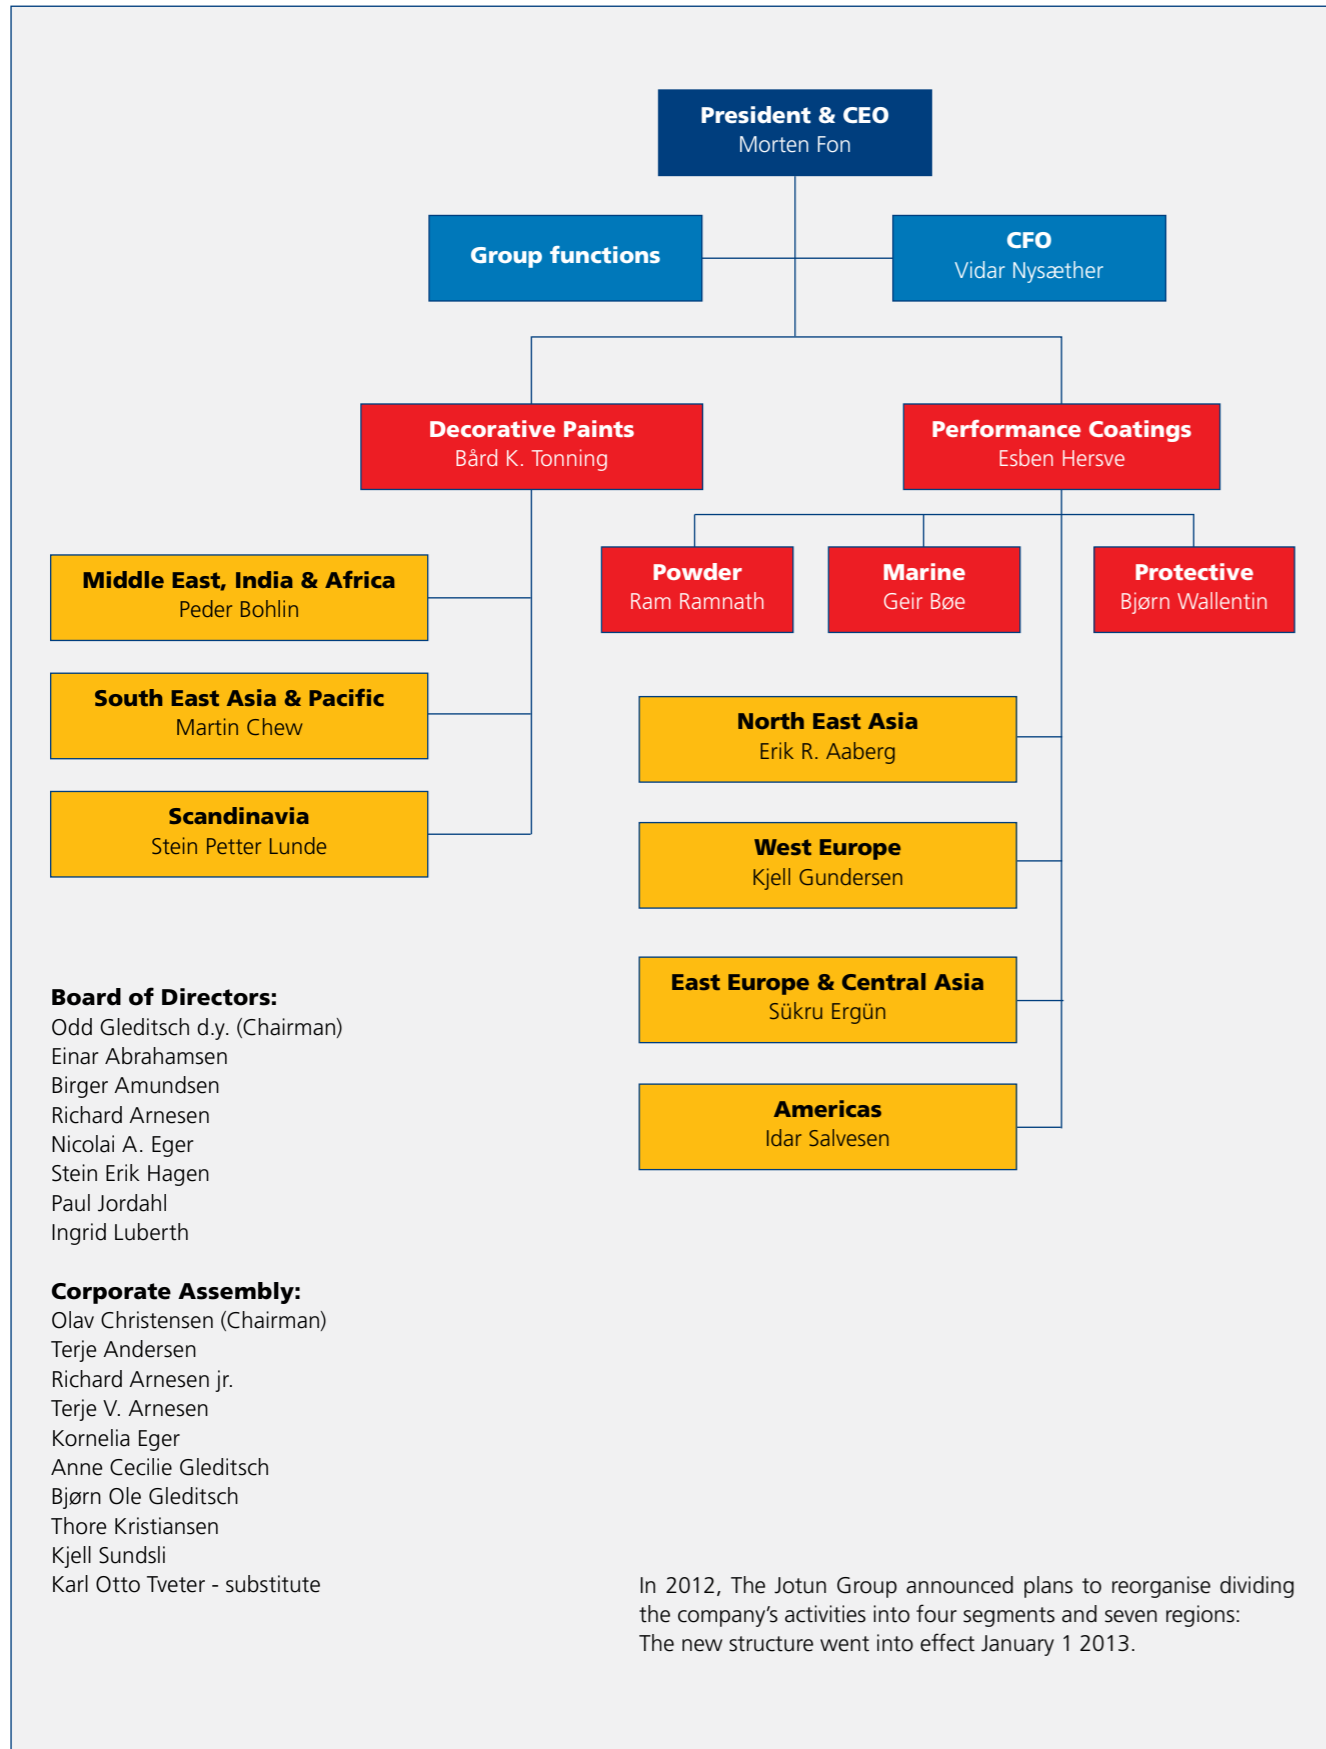 President & CEO
Morten Fon
Group functions
CFO
Vidar Nysæther
Decorative Paints
Bård K. Tonning
Performance Coatings
Esben Hersve
Middle East, India & Africa
Peder Bohlin
South East Asia & Pacific
Martin Chew
Scandinavia
Stein Petter Lunde
Powder
Ram Ramnath
Marine
Geir Bøe
Protective
Bjørn Wallentin
North East Asia
Erik R. Aaberg
West Europe
Kjell Gundersen
East Europe & Central Asia
Sükru Ergün
Americas
Idar Salvesen
Board of Directors:
Odd Gleditsch d.y. (Chairman)
Einar Abrahamsen
Birger Amundsen
Richard Arnesen
Nicolai A. Eger
Stein Erik Hagen
Paul Jordahl
Ingrid Luberth
Corporate Assembly:
Olav Christensen (Chairman)
Terje Andersen
Richard Arnesen jr.
Terje V. Arnesen
Kornelia Eger
Anne Cecilie Gleditsch
Bjørn Ole Gleditsch
Thore Kristiansen
Kjell Sundsli
Karl Otto Tveter - substitute
In 2012, The Jotun Group announced plans to reorganise dividing
the company's activities into four segments and seven regions:
The new structure went into effect January 1 2013.